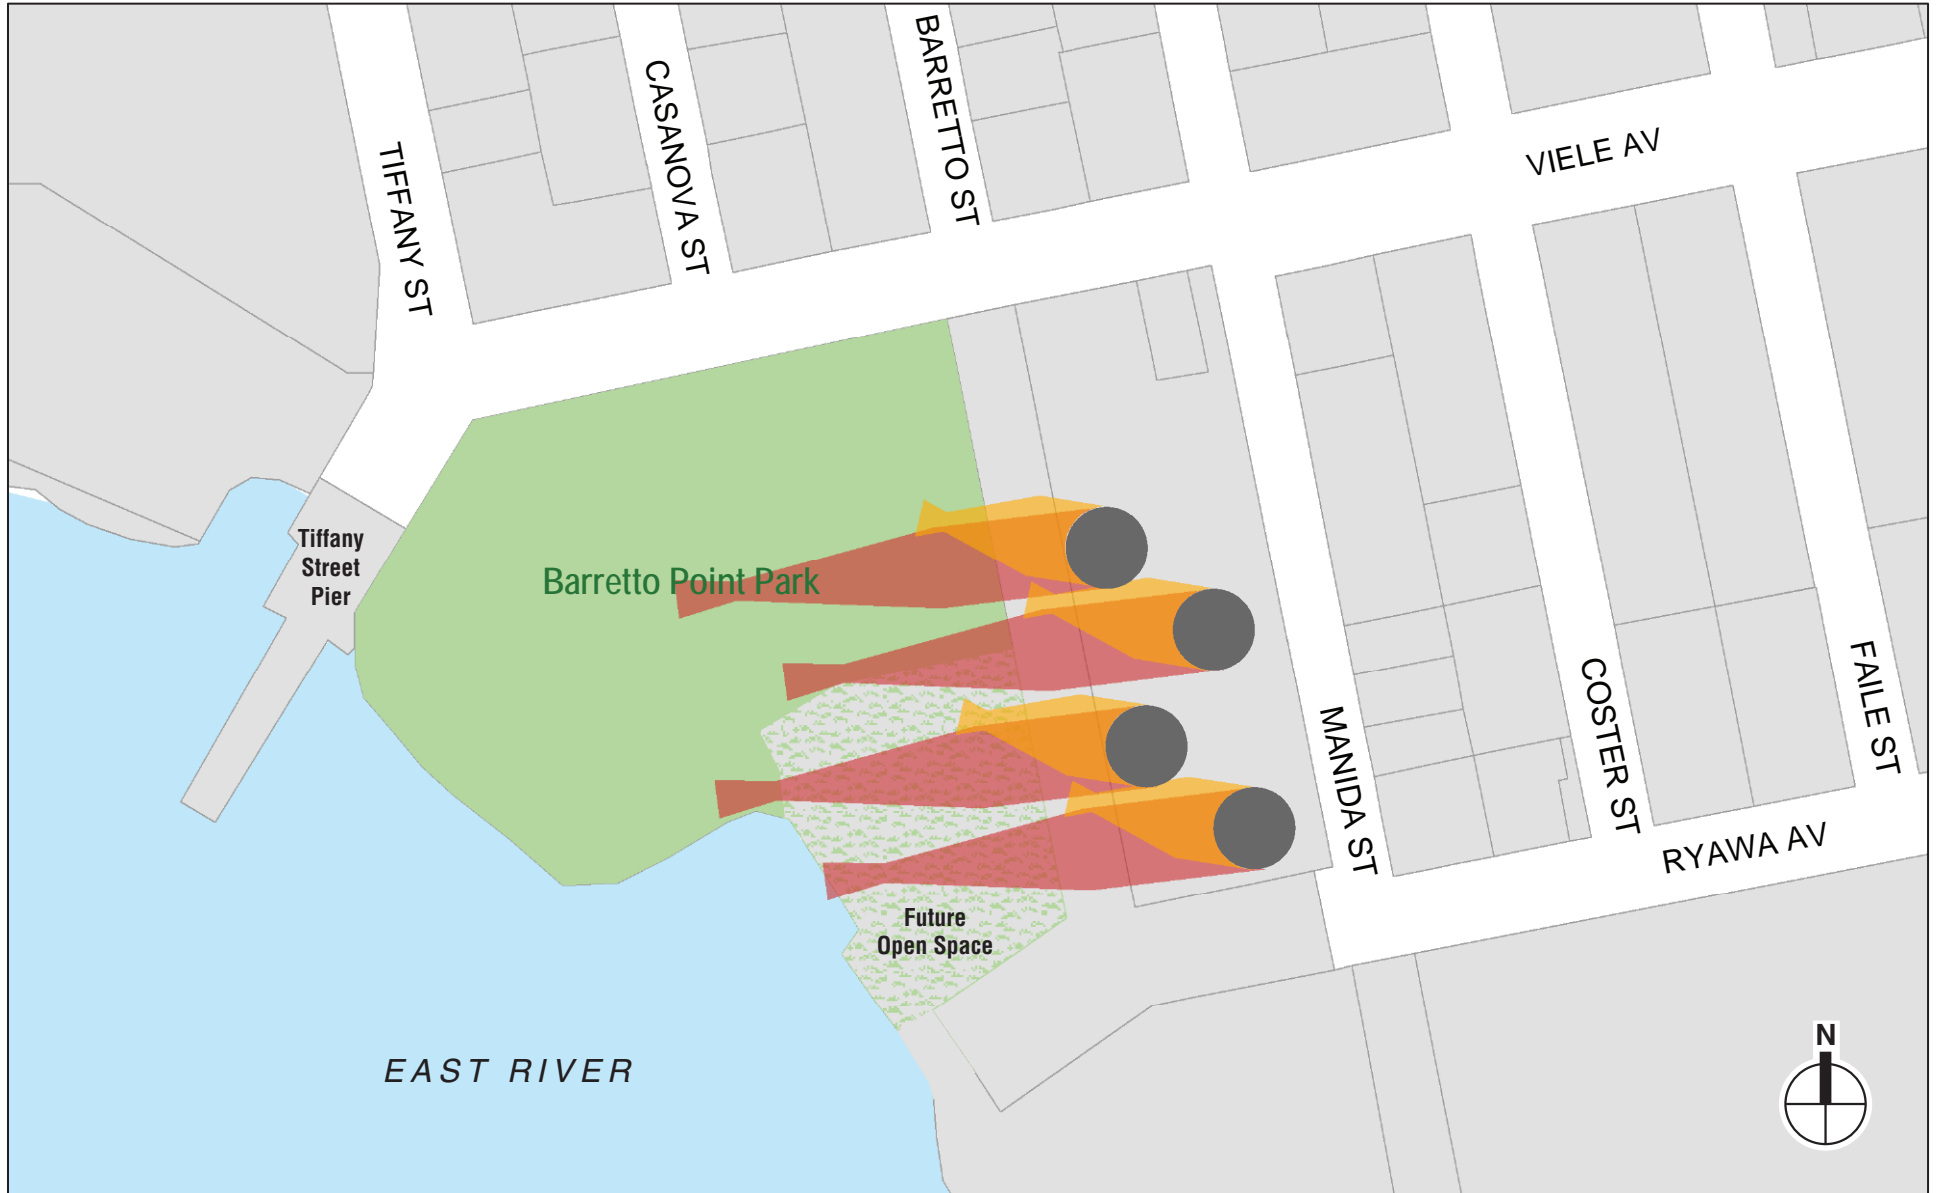 BARRETTO ST
CASANOVA ST
TIFFANY ST
VIELE AV
Tiffany
Street
Pier
Barretto Point Park
MANIDA ST
COSTER ST
FAILE ST
RYAWA AV
Future
Open Space
EAST RIVER
N